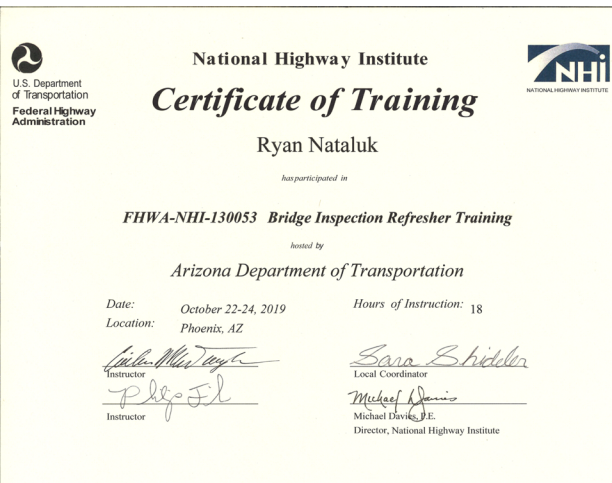 National Highway Institute
U.S. Department
of Transportation
Federal Highway
Administration
NHI
NATIONAL HIGHWAY INSTITUTE
Certificate of Training
Ryan Nataluk
has participated in
FHWA-NHI-130053 Bridge Inspection Refresher Training
hosted by
Arizona Department of Transportation
Date: October 22-24, 2019
Hours of Instruction: 18
Location: Phoenix, AZ
Instructor
Sara Shiddler
Local Coordinator
Instructor
Michael Davies
Michael Davies, P.E.
Director, National Highway Institute